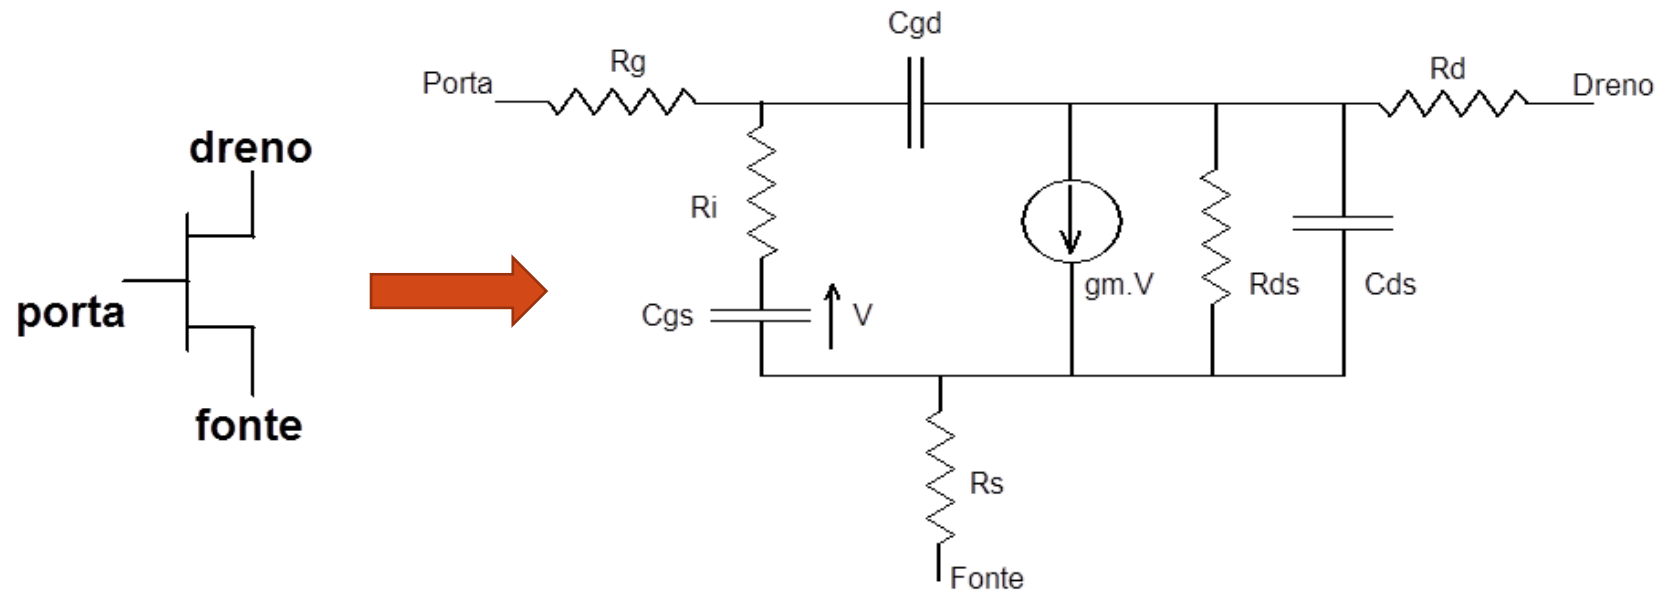 dreno
porta
fonte
Cgd
Rg
Porta
Rd
Dreno
Ri
Cgs
V
gm.V
Rds
Cds
Rs
Fonte